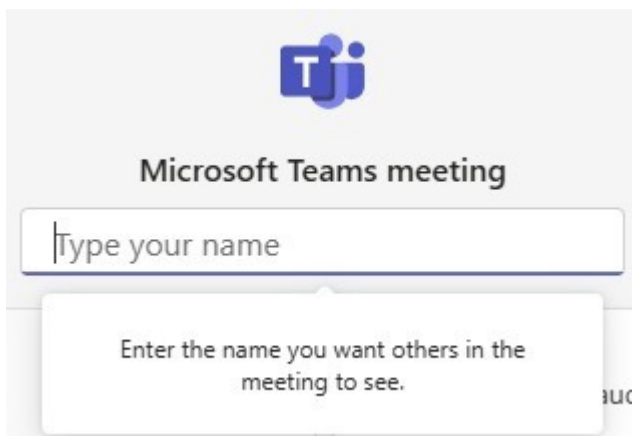 T
Microsoft Teams meeting
Type your name
Enter the name you want others in the
meeting to see.